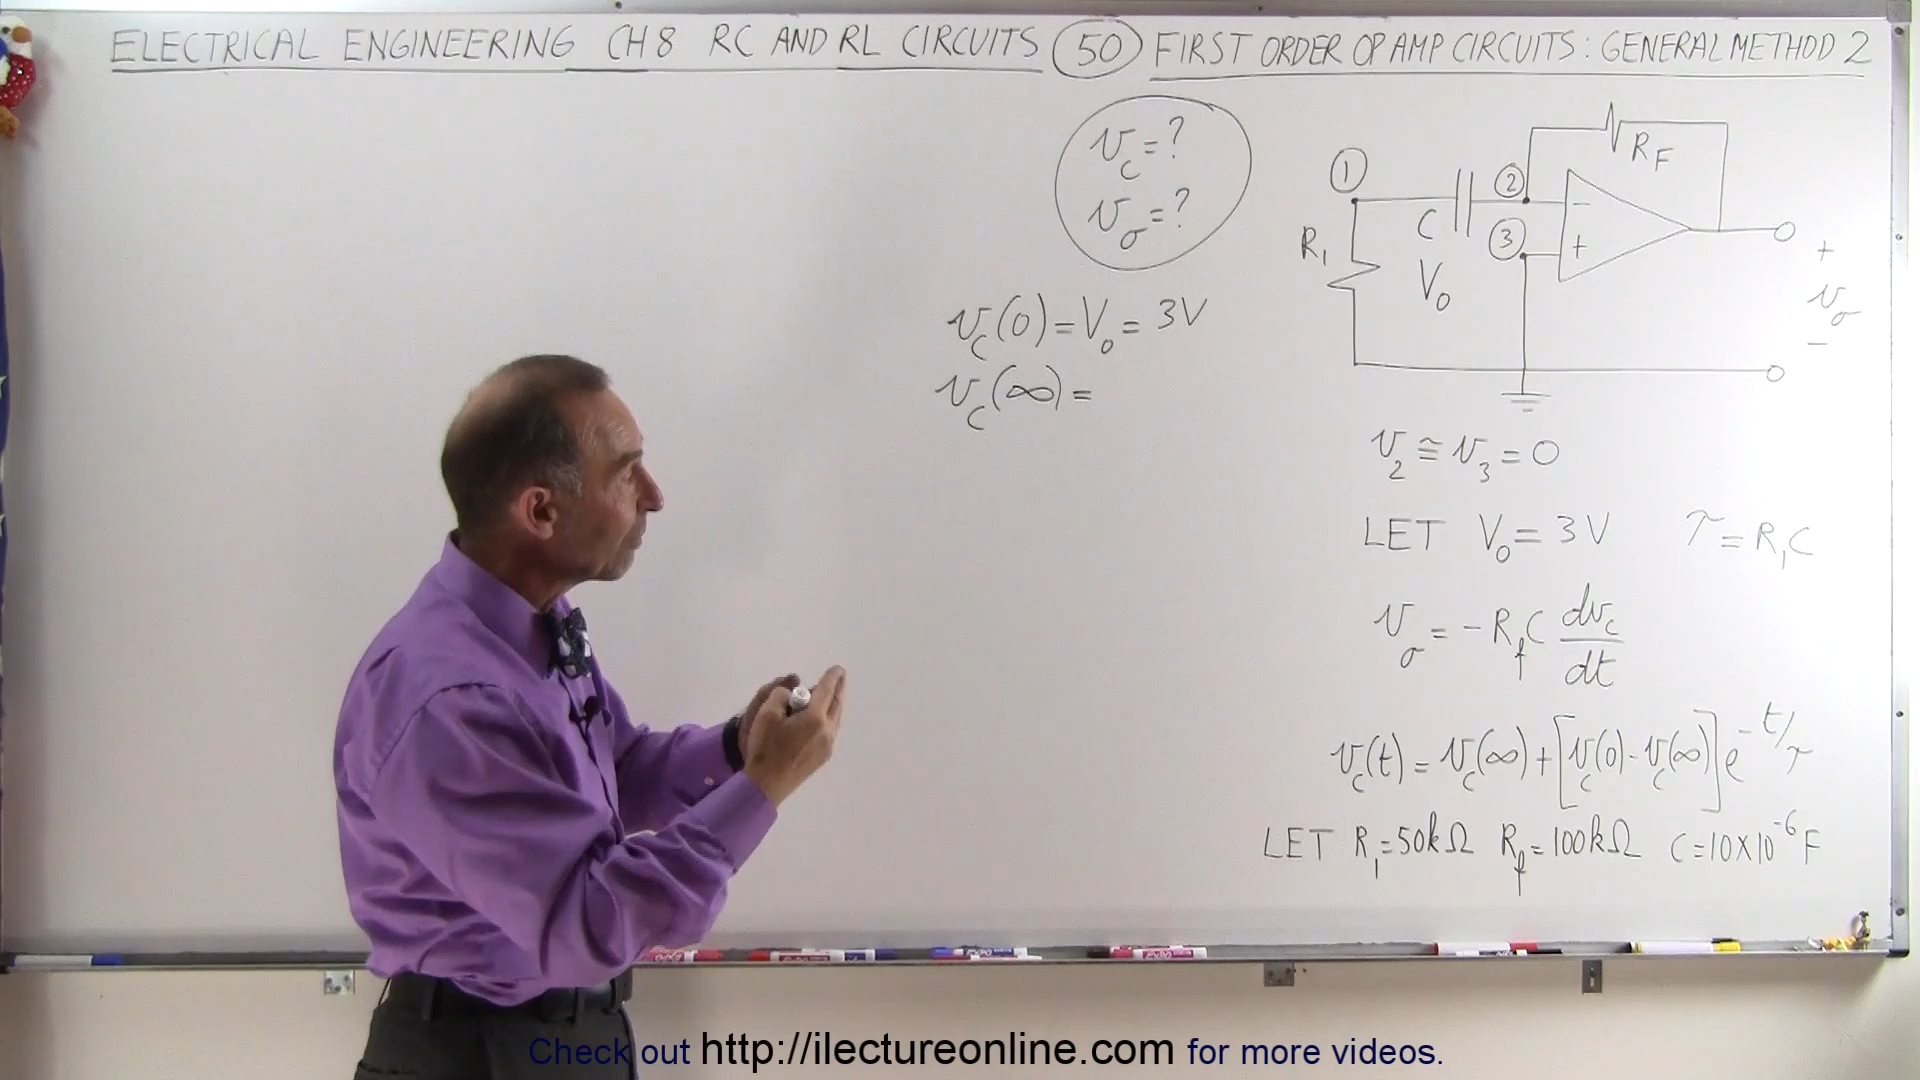 ELECTRICAL ENGINEERING CH 8 RC AND RL CIRCUITS 50 FIRST ORDER OP AMP CIRCUITS: GENERAL METHOD 2
v_c = ?
v_o = ?
v_c(0) = V_0 = 3V
v_c(∞) =
1
2
3
R_F
R_1
C
V_0
−
+
+
v_o
−
v_2 ≅ v_3 = 0
LET V_0 = 3V τ = R_1C
v_o = -R_fC dv_c/dt
v_c(t) = v_c(∞) + [v_c(0) - v_c(∞)] e^-t/τ
LET R_1 = 50kΩ R_f = 100kΩ C = 10 X 10^-6 F
Check out http://ilectureonline.com for more videos.